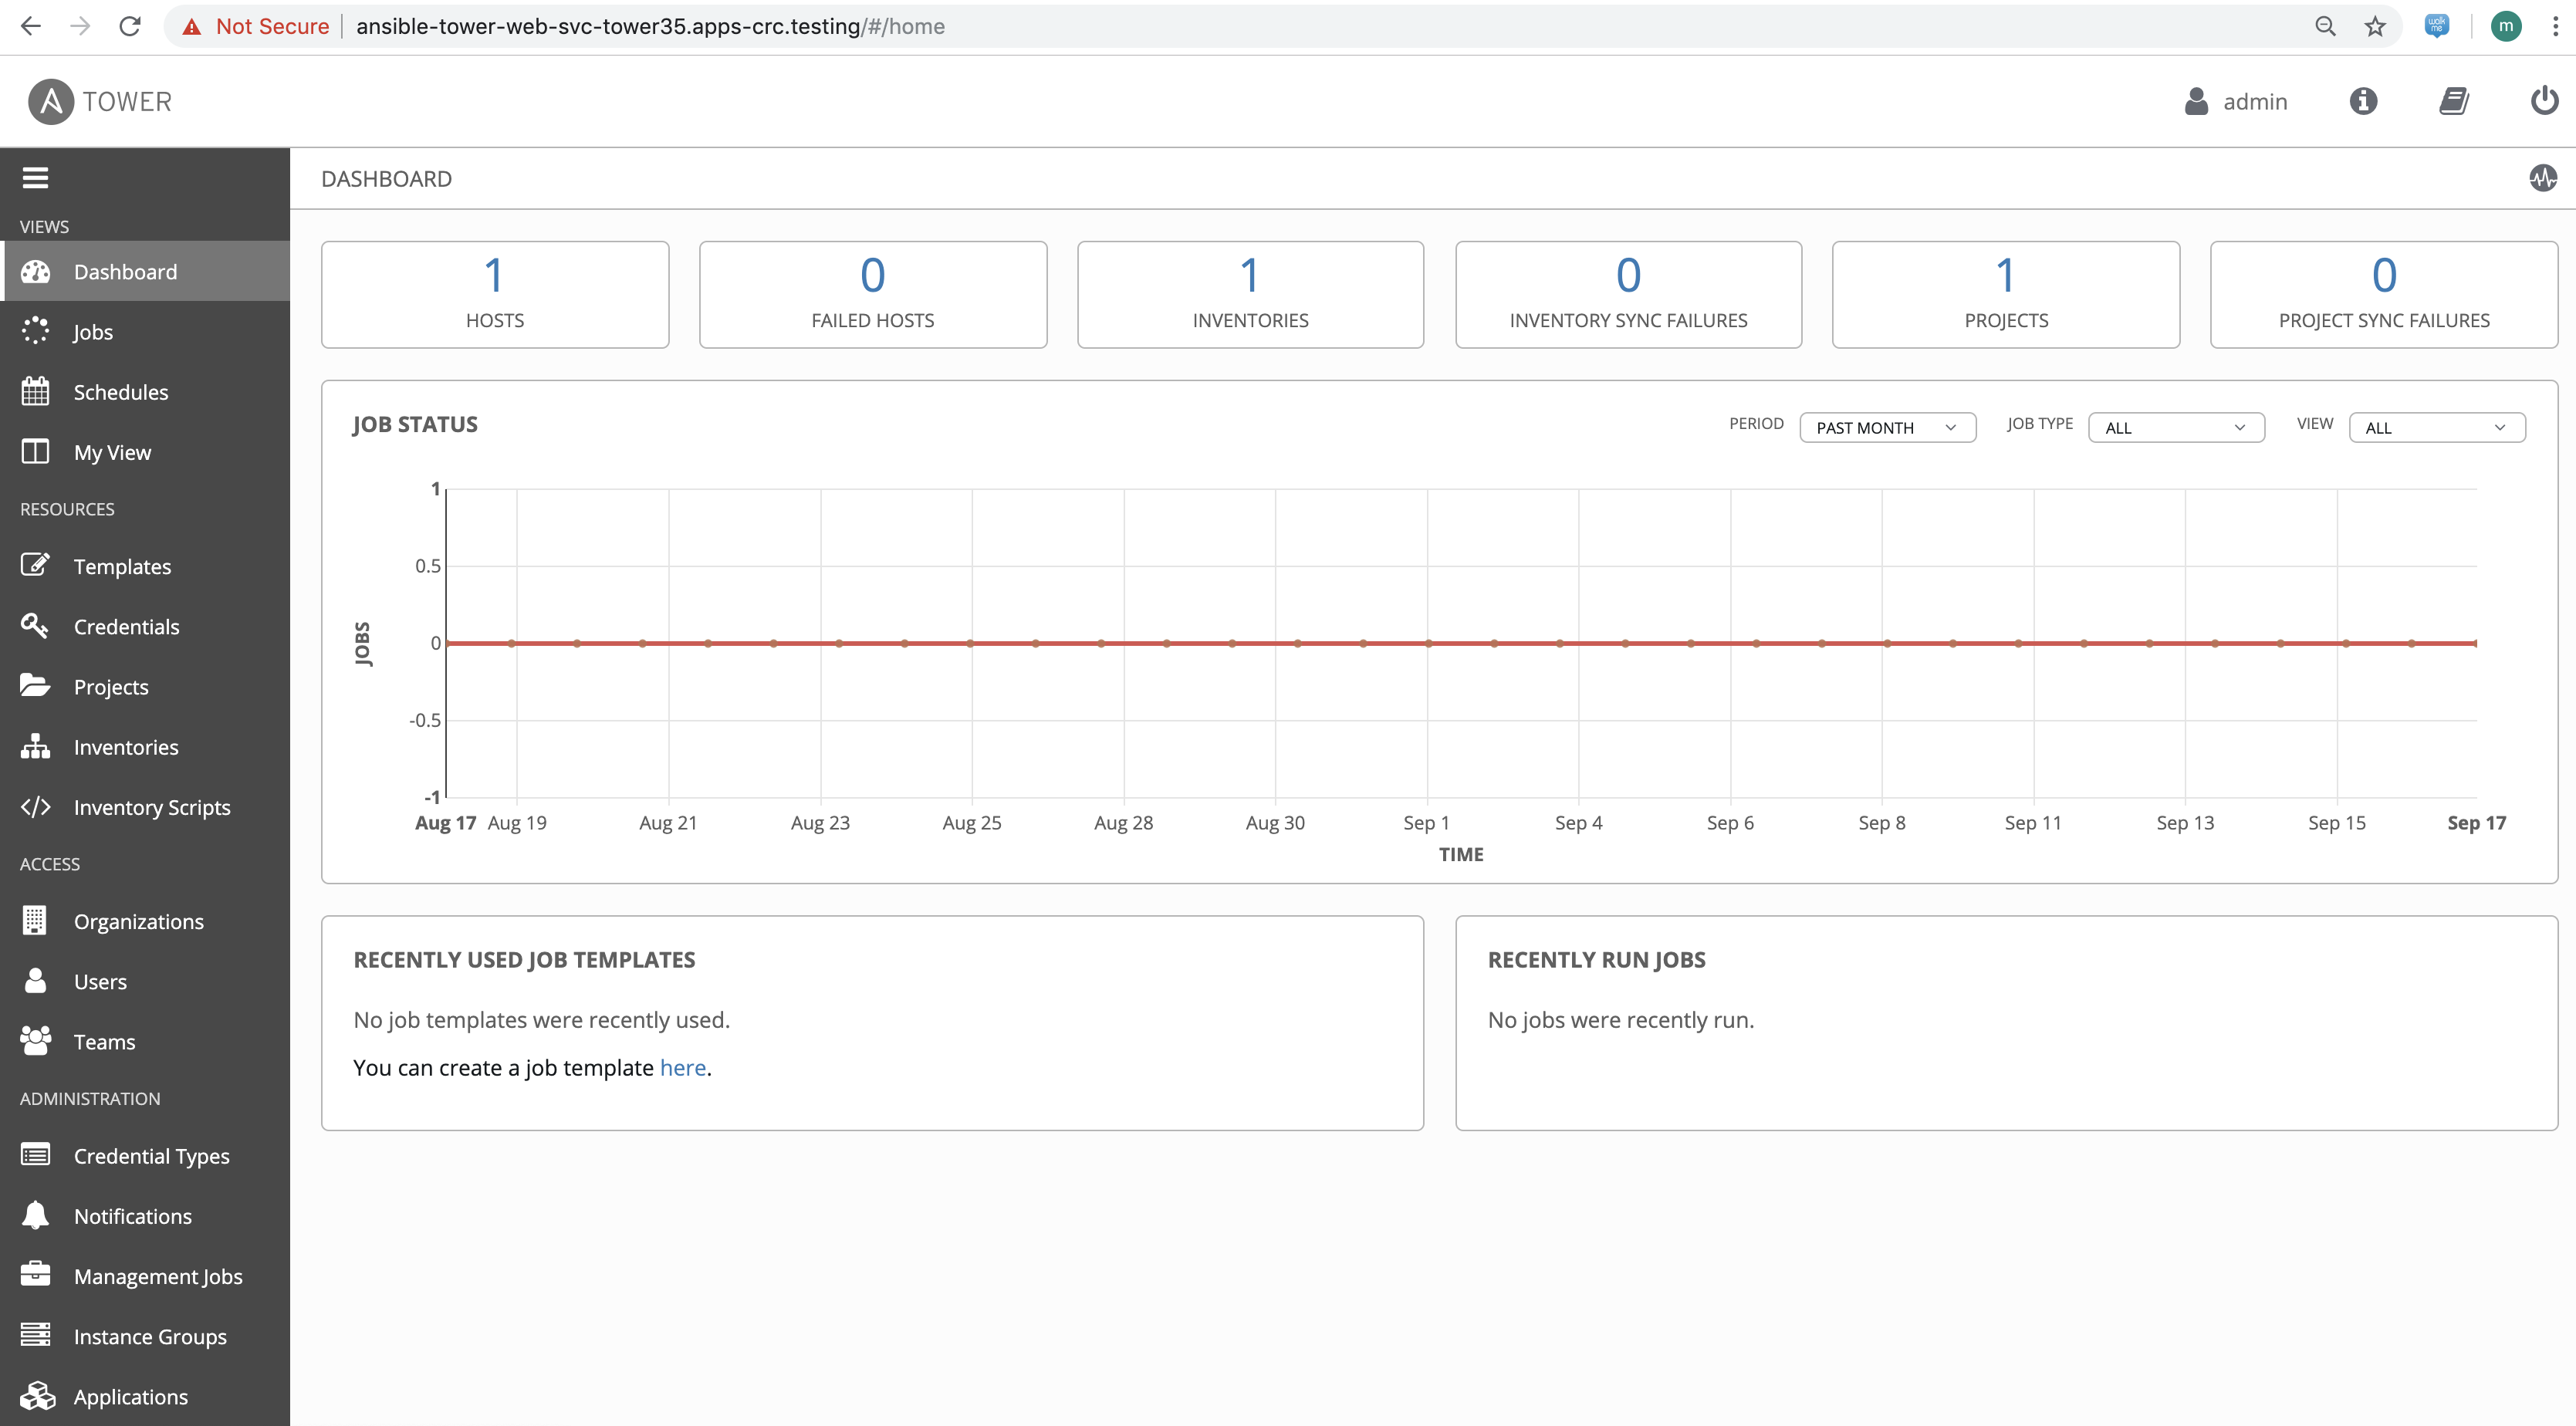 Not Secure | ansible-tower-web-svc-tower35.apps-crc.testing/#/home
walk me
m
A TOWER
admin
VIEWS
Dashboard
Jobs
Schedules
My View
RESOURCES
Templates
Credentials
Projects
Inventories
Inventory Scripts
ACCESS
Organizations
Users
Teams
ADMINISTRATION
Credential Types
Notifications
Management Jobs
Instance Groups
Applications
DASHBOARD
1
HOSTS
0
FAILED HOSTS
1
INVENTORIES
0
INVENTORY SYNC FAILURES
1
PROJECTS
0
PROJECT SYNC FAILURES
JOB STATUS
PERIOD PAST MONTH JOB TYPE ALL VIEW ALL
1
0.5
0
-0.5
-1
JOBS
Aug 17 Aug 19 Aug 21 Aug 23 Aug 25 Aug 28 Aug 30 Sep 1 Sep 4 Sep 6 Sep 8 Sep 11 Sep 13 Sep 15 Sep 17
TIME
RECENTLY USED JOB TEMPLATES
No job templates were recently used.
You can create a job template here.
RECENTLY RUN JOBS
No jobs were recently run.